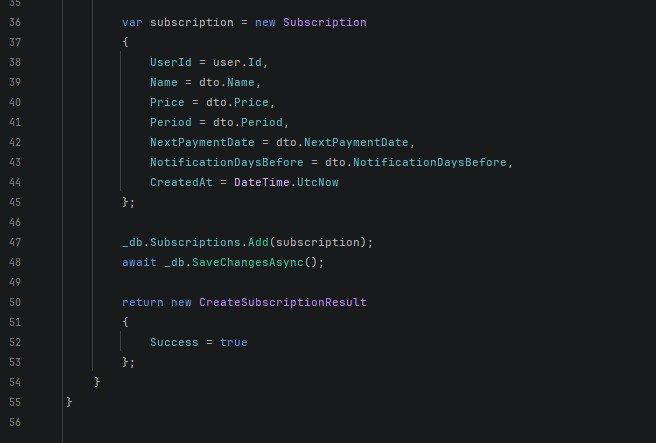 35
36 var subscription = new Subscription
37 {
38 UserId = user.Id,
39 Name = dto.Name,
40 Price = dto.Price,
41 Period = dto.Period,
42 NextPaymentDate = dto.NextPaymentDate,
43 NotificationDaysBefore = dto.NotificationDaysBefore,
44 CreatedAt = DateTime.UtcNow
45 };
46
47 _db.Subscriptions.Add(subscription);
48 await _db.SaveChangesAsync();
49
50 return new CreateSubscriptionResult
51 {
52 Success = true
53 };
54 }
55 }
56